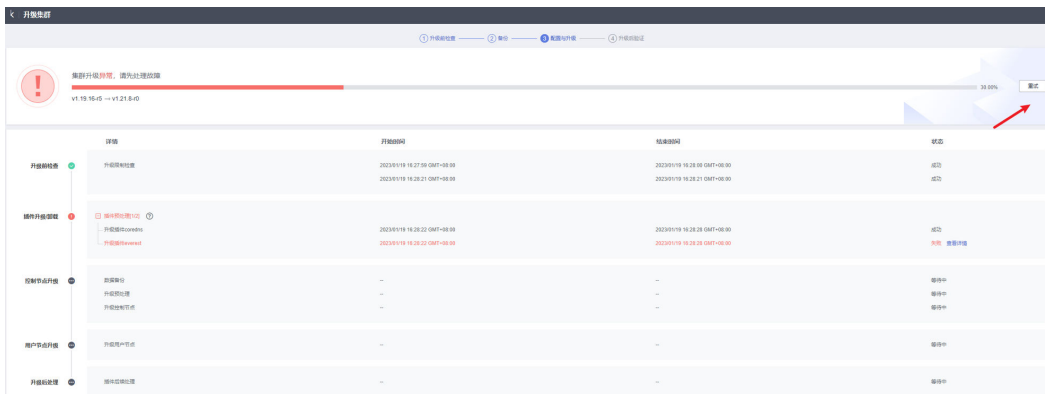 升级集群
1 升级前检查 2 备份 3 配置与升级 4 升级后验证
集群升级异常，请先处理故障
30.00% 重试
v1.19.16-r5 → v1.21.8-r0
详情 开始时间 结束时间 状态
升级前检查 升级限制检查 2023/01/19 16:27:59 GMT+08:00 2023/01/19 16:28:00 GMT+08:00 成功
2023/01/19 16:28:21 GMT+08:00 2023/01/19 16:28:21 GMT+08:00 成功
插件升级/卸载 插件预处理(1/2)
升级插件coredns 2023/01/19 16:28:22 GMT+08:00 2023/01/19 16:28:28 GMT+08:00 成功
升级插件everest 2023/01/19 16:28:22 GMT+08:00 2023/01/19 16:28:28 GMT+08:00 失败 查看详情
控制节点升级 数据备份 -- -- 等待中
升级预处理 -- -- 等待中
升级控制节点 -- -- 等待中
用户节点升级 升级用户节点 -- -- 等待中
升级后处理 插件后续处理 -- -- 等待中